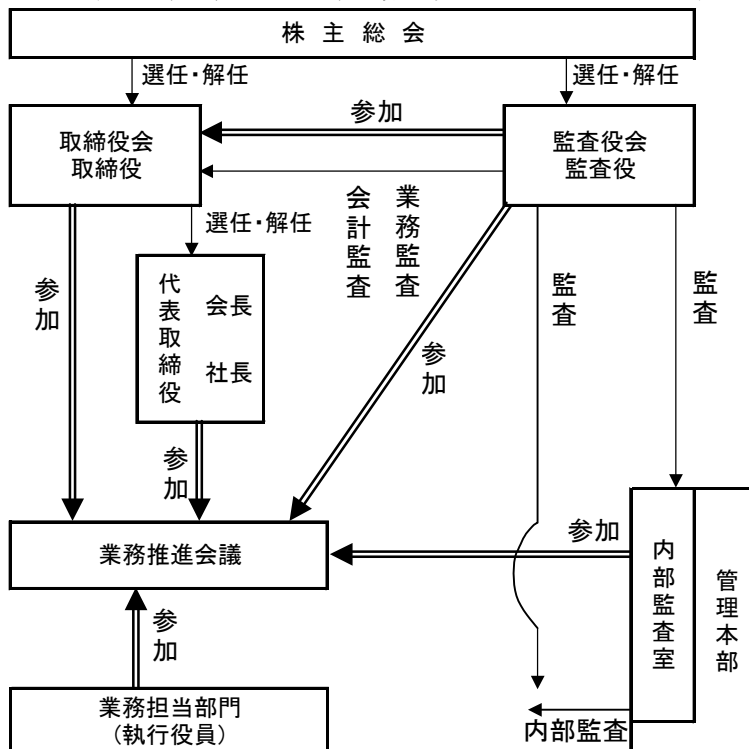 株主総会
選任・解任
選任・解任
取締役会
取締役
参加
監査役会
監査役
選任・解任
会計監査
業務監査
参加
代表取締役
会長
社長
参加
監査
監査
参加
業務推進会議
参加
内部監査室
管理本部
参加
業務担当部門
(執行役員)
内部監査